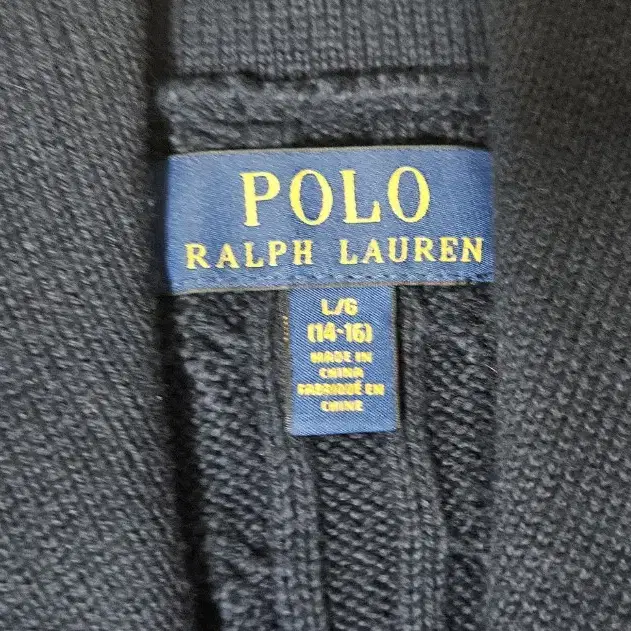 POLO
RALPH LAUREN
L/G
(14-16)
MADE IN
CHINA
FABRIQUÉ EN
CHINE